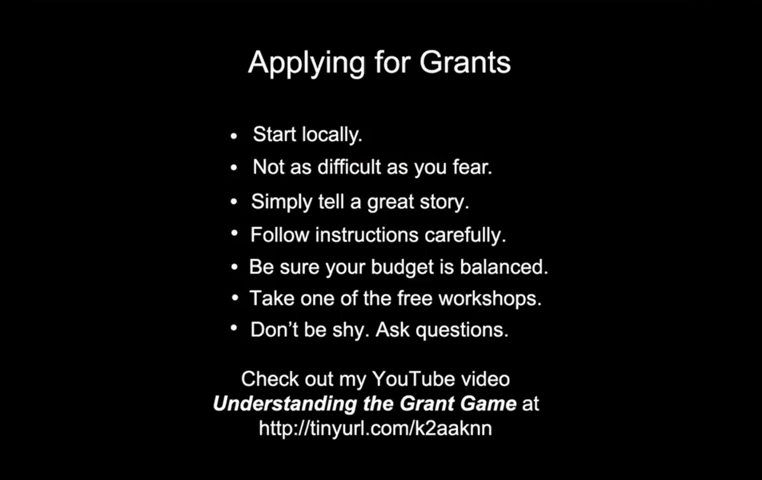 Applying for Grants
• Start locally.
• Not as difficult as you fear.
• Simply tell a great story.
• Follow instructions carefully.
• Be sure your budget is balanced.
• Take one of the free workshops.
• Don't be shy. Ask questions.
Check out my YouTube video
Understanding the Grant Game at
http://tinyurl.com/k2aaknn